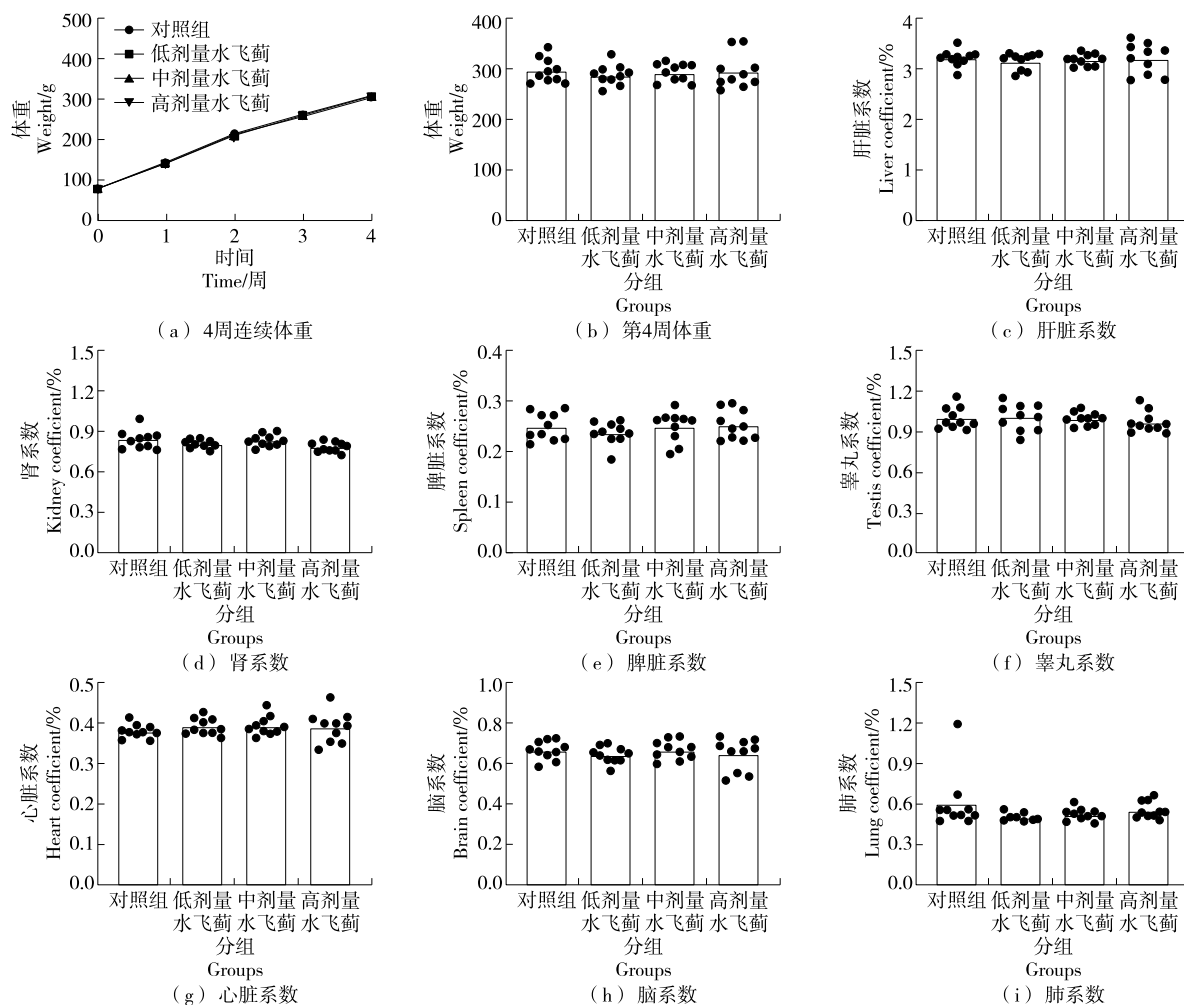 500
400
300
200
100
0
体重
Weight/g
对照组
低剂量水飞蓟
中剂量水飞蓟
高剂量水飞蓟
0 1 2 3 4
时间
Time/周
(a) 4周连续体重
400
300
200
100
0
体重
Weight/g
对照组 低剂量 中剂量 高剂量
水飞蓟 水飞蓟 水飞蓟
分组
Groups
(b) 第4周体重
4
3
2
1
0
肝脏系数
Liver coefficient/%
对照组 低剂量 中剂量 高剂量
水飞蓟 水飞蓟 水飞蓟
分组
Groups
(c) 肝脏系数
1.5
1.2
0.9
0.6
0.3
0.0
肾系数
Kidney coefficient/%
对照组 低剂量 中剂量 高剂量
水飞蓟 水飞蓟 水飞蓟
分组
Groups
(d) 肾系数
0.4
0.3
0.2
0.1
0.0
脾脏系数
Spleen coefficient/%
对照组 低剂量 中剂量 高剂量
水飞蓟 水飞蓟 水飞蓟
分组
Groups
(e) 脾脏系数
1.5
1.2
0.9
0.6
0.3
0.0
睾丸系数
Testis coefficient/%
对照组 低剂量 中剂量 高剂量
水飞蓟 水飞蓟 水飞蓟
分组
Groups
(f) 睾丸系数
0.5
0.4
0.3
0.2
0.1
0.0
心脏系数
Heart coefficient/%
对照组 低剂量 中剂量 高剂量
水飞蓟 水飞蓟 水飞蓟
分组
Groups
(g) 心脏系数
1.0
0.8
0.6
0.4
0.2
0.0
脑系数
Brain coefficient/%
对照组 低剂量 中剂量 高剂量
水飞蓟 水飞蓟 水飞蓟
分组
Groups
(h) 脑系数
1.5
1.2
0.9
0.6
0.3
0.0
肺系数
Lung coefficient/%
对照组 低剂量 中剂量 高剂量
水飞蓟 水飞蓟 水飞蓟
分组
Groups
(i) 肺系数